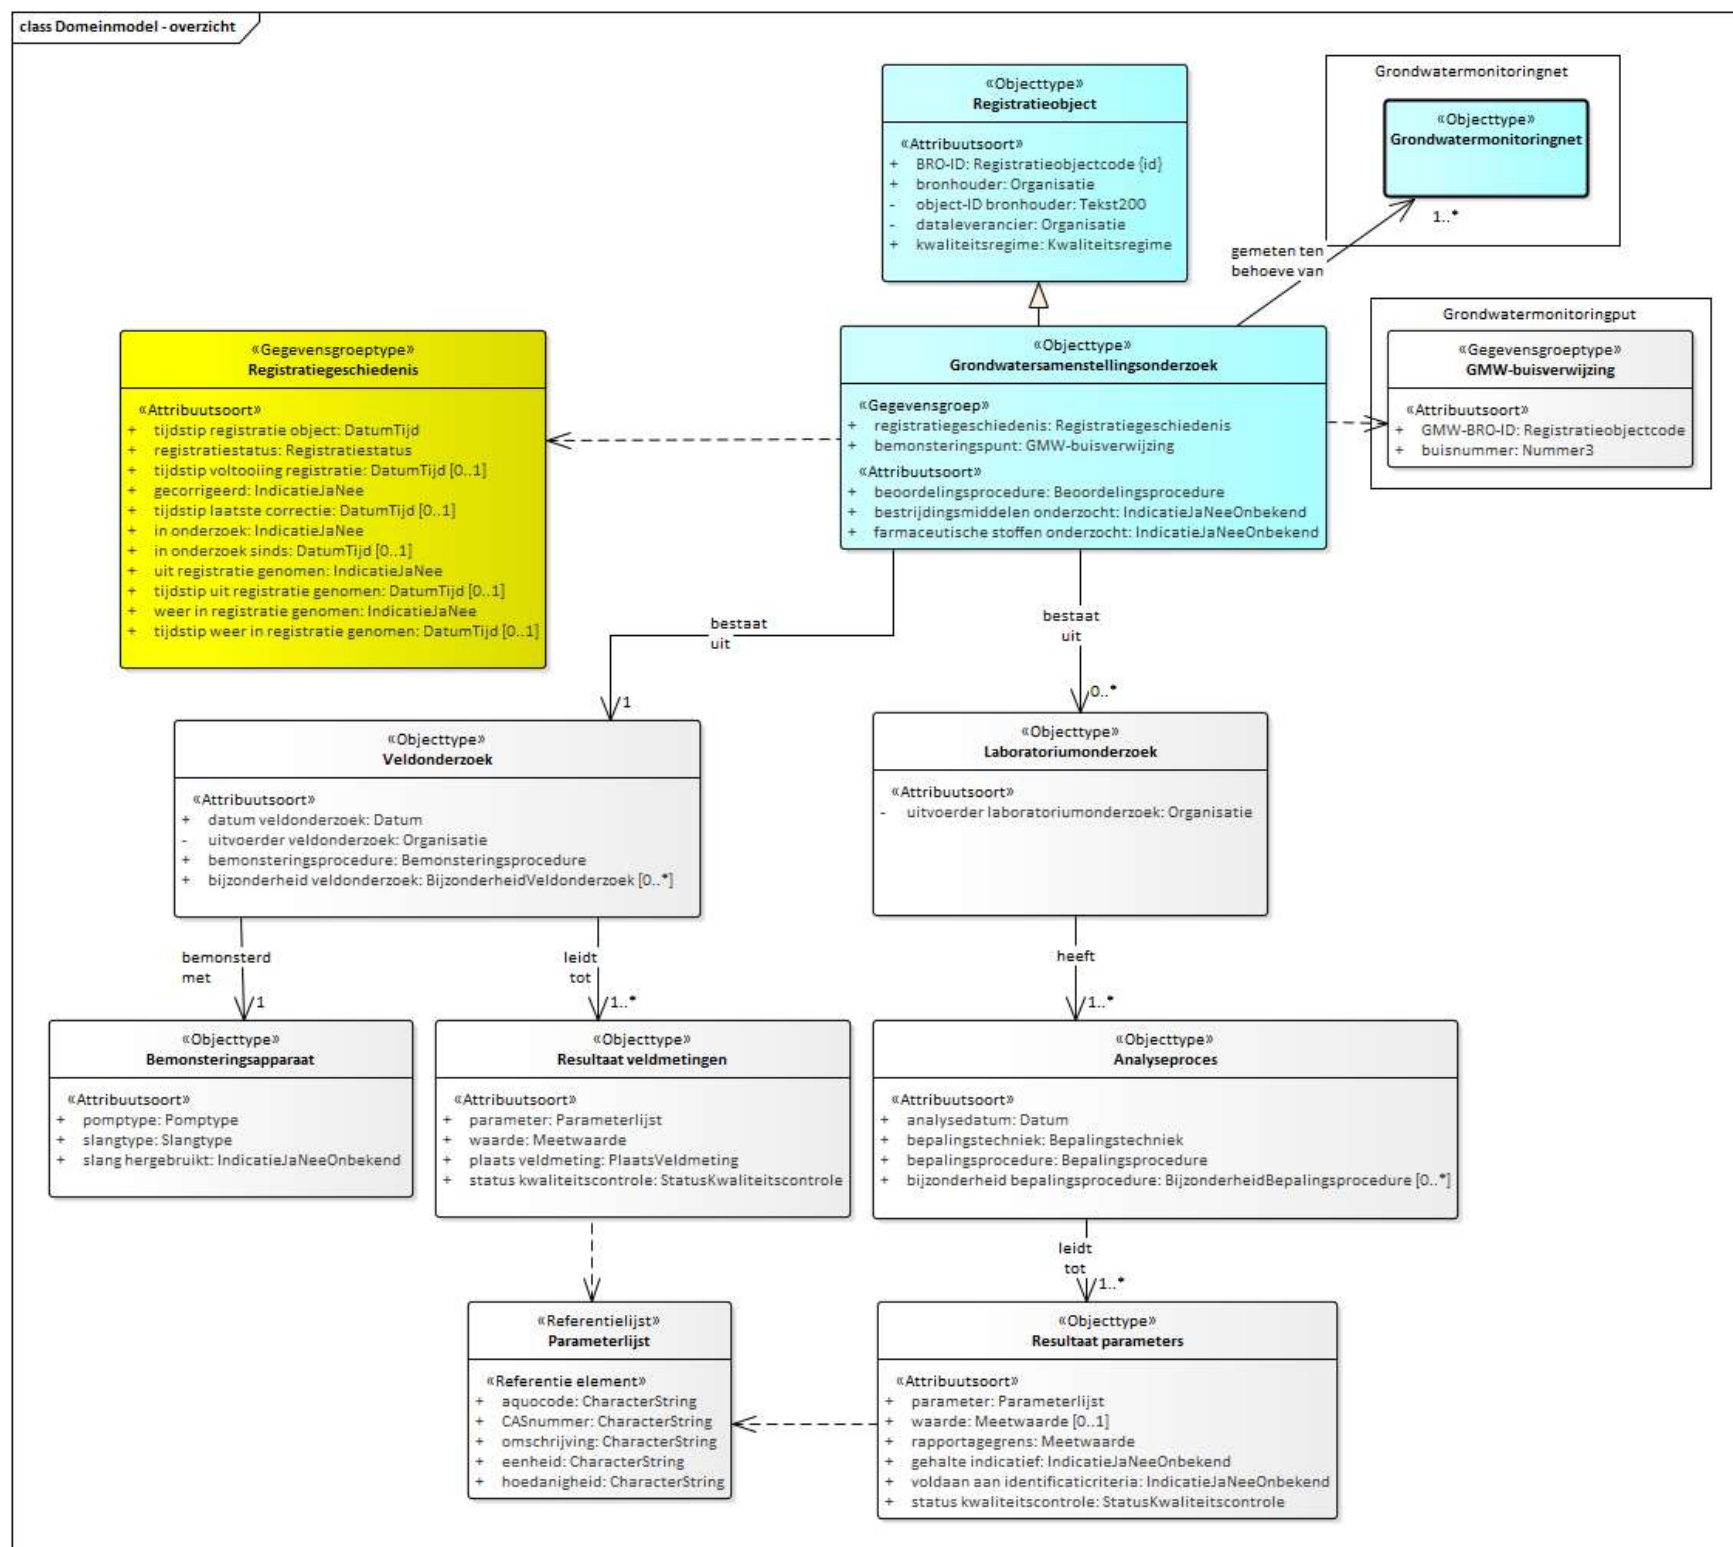 class Domeinmodel - overzicht
«Objecttype»
Registratieobject
«Attribuutsoort»
+ BRO-ID: Registratieobjectcode {id}
+ bronhouder: Organisatie
- object-ID bronhouder: Tekst200
- dataleverancier: Organisatie
+ kwaliteitsregime: Kwaliteitsregime
Grondwatermonitoringnet
«Objecttype»
Grondwatermonitoringnet
1..*
gemeten ten
behoeve van
Grondwatermonitoringput
«Gegevensgroeptype»
GMW-buisverwijzing
«Attribuutsoort»
+ GMW-BRO-ID: Registratieobjectcode
+ buisnummer: Nummer3
«Gegevensgroeptype»
Registratiegeschiedenis
«Attribuutsoort»
+ tijdstip registratie object: DatumTijd
+ registratiestatus: Registratiestatus
+ tijdstip voltooiing registratie: DatumTijd [0..1]
+ gecorrigeerd: IndicatieJaNee
+ tijdstip laatste correctie: DatumTijd [0..1]
+ in onderzoek: IndicatieJaNee
+ in onderzoek sinds: DatumTijd [0..1]
+ uit registratie genomen: IndicatieJaNee
+ tijdstip uit registratie genomen: DatumTijd [0..1]
+ weer in registratie genomen: IndicatieJaNee
+ tijdstip weer in registratie genomen: DatumTijd [0..1]
«Objecttype»
Grondwatersamenstellingsonderzoek
«Gegevensgroep»
+ registratiegeschiedenis: Registratiegeschiedenis
+ bemonsteringspunt: GMW-buisverwijzing
«Attribuutsoort»
+ beoordelingsprocedure: Beoordelingsprocedure
+ bestrijdingsmiddelen onderzocht: IndicatieJaNeeOnbekend
+ farmaceutische stoffen onderzocht: IndicatieJaNeeOnbekend
bestaat
uit
1
bestaat
uit
0..*
«Objecttype»
Veldonderzoek
«Attribuutsoort»
+ datum veldonderzoek: Datum
- uitvoerder veldonderzoek: Organisatie
+ bemonsteringsprocedure: Bemonsteringsprocedure
+ bijzonderheid veldonderzoek: BijzonderheidVeldonderzoek [0..*]
«Objecttype»
Laboratoriumonderzoek
«Attribuutsoort»
- uitvoerder laboratoriumonderzoek: Organisatie
bemonsterd
met
1
leidt
tot
1..*
heeft
1..*
«Objecttype»
Bemonsteringsapparaat
«Attribuutsoort»
+ pomptype: Pomptype
+ slangtype: Slangtype
+ slang hergebruikt: IndicatieJaNeeOnbekend
«Objecttype»
Resultaat veldmetingen
«Attribuutsoort»
+ parameter: Parameterlijst
+ waarde: Meetwaarde
+ plaats veldmeting: PlaatsVeldmeting
+ status kwaliteitscontrole: StatusKwaliteitscontrole
«Objecttype»
Analyseproces
«Attribuutsoort»
+ analysedatum: Datum
+ bepalingstechniek: Bepalingstechniek
+ bepalingsprocedure: Bepalingsprocedure
+ bijzonderheid bepalingsprocedure: BijzonderheidBepalingsprocedure [0..*]
leidt
tot
1..*
«Referentielijst»
Parameterlijst
«Referentie element»
+ aquocode: CharacterString
+ CASnummer: CharacterString
+ omschrijving: CharacterString
+ eenheid: CharacterString
+ hoedanigheid: CharacterString
«Objecttype»
Resultaat parameters
«Attribuutsoort»
+ parameter: Parameterlijst
+ waarde: Meetwaarde [0..1]
+ rapportagegrens: Meetwaarde
+ gehalte indicatief: IndicatieJaNeeOnbekend
+ voldaan aan identificaticriteria: IndicatieJaNeeOnbekend
+ status kwaliteitscontrole: StatusKwaliteitscontrole